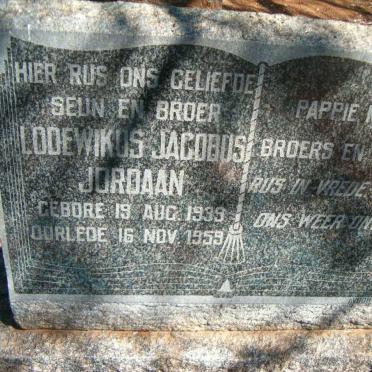 HIER RUS ONS GELIEFDE
SEUN EN BROER
LODEWIKUS JACOBUS
JORDAAN
GEBORE 19 AUG. 1939
OORLEDE 16 NOV. 1959
PAPPIE
BROERS EN
RUS IN VREDE
ONS WEER